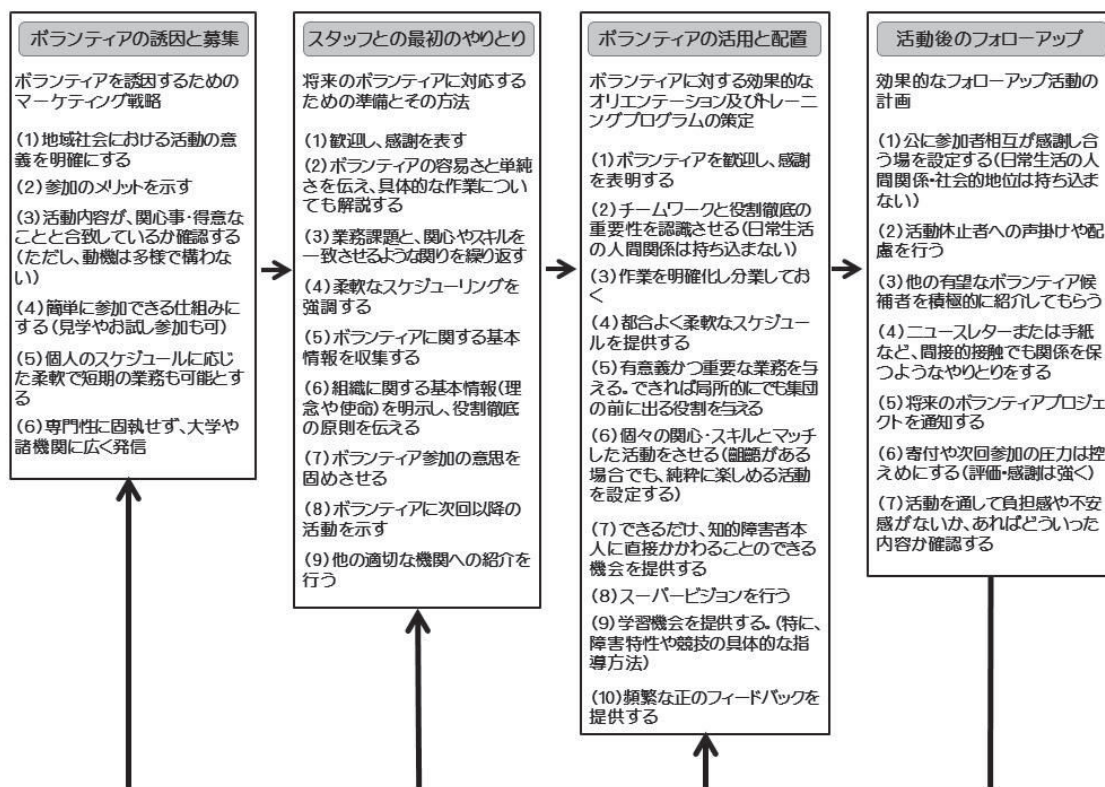 ボランティアの誘因と募集
ボランティアを誘因するための
マーケティング戦略
(1)地域社会における活動の意
義を明確にする
(2)参加のメリットを示す
(3)活動内容が、関心事・得意な
ことと合致しているか確認する
(ただし、動機は多様で構わな
い)
(4)簡単に参加できる仕組みに
する(見学やお試し参加も可)
(5)個人のスケジュールに応じ
た柔軟で短期の業務も可能とす
る
(6)専門性に固執せず、大学や
諸機関に広く発信
スタッフとの最初のやりとり
将来のボランティアに対応する
ための準備とその方法
(1)歓迎し、感謝を表す
(2)ボランティアの容易さと単純
さを伝え、具体的な作業につい
ても解説する
(3)業務課題と、関心やスキルを
一致させるような関りを繰り返す
(4)柔軟なスケジューリングを
強調する
(5)ボランティアに関する基本
情報を収集する
(6)組織に関する基本情報(理
念や使命)を明示し、役割徹底
の原則を伝える
(7)ボランティア参加の意思を
固めさせる
(8)ボランティアに次回以降の
活動を示す
(9)他の適切な機関への紹介を
行う
ボランティアの活用と配置
ボランティアに対する効果的な
オリエンテーション及びトレーニ
ングプログラムの策定
(1)ボランティアを歓迎し、感謝
を表明する
(2)チームワークと役割徹底の
重要性を認識させる(日常生活
の人間関係は持ち込まない)
(3)作業を明確化し分業してお
く
(4)都合よく柔軟なスケジュー
ルを提供する
(5)有意義かつ重要な業務を与
える。できれば局所的にでも集団
の前に出る役割を与える
(6)個々の関心・スキルとマッチ
した活動をさせる(齟齬がある
場合でも、純粋に楽しめる活動
を設定する)
(7)できるだけ、知的障害者本
人に直接かかわることのできる
機会を提供する
(8)スーパービジョンを行う
(9)学習機会を提供する。(特に、
障害特性や競技の具体的な指
導方法)
(10)頻繁な正のフィードバックを
提供する
活動後のフォローアップ
効果的なフォローアップ活動の
計画
(1)公に参加者相互が感謝し合
う場を設定する(日常生活の人
間関係・社会的地位は持ち込ま
ない)
(2)活動休止者への声掛けや配
慮を行う
(3)他の有望なボランティア候
補者を積極的に紹介してもらう
(4)ニュースレターまたは手紙
など、間接的接触でも関係を保
つようなやりとりをする
(5)将来のボランティアプロジェ
クトを通知する
(6)寄付や次回参加の圧力は控
えめにする(評価・感謝は強く)
(7)活動を通して負担感や不安
感がないか、あればどういった
内容か確認する